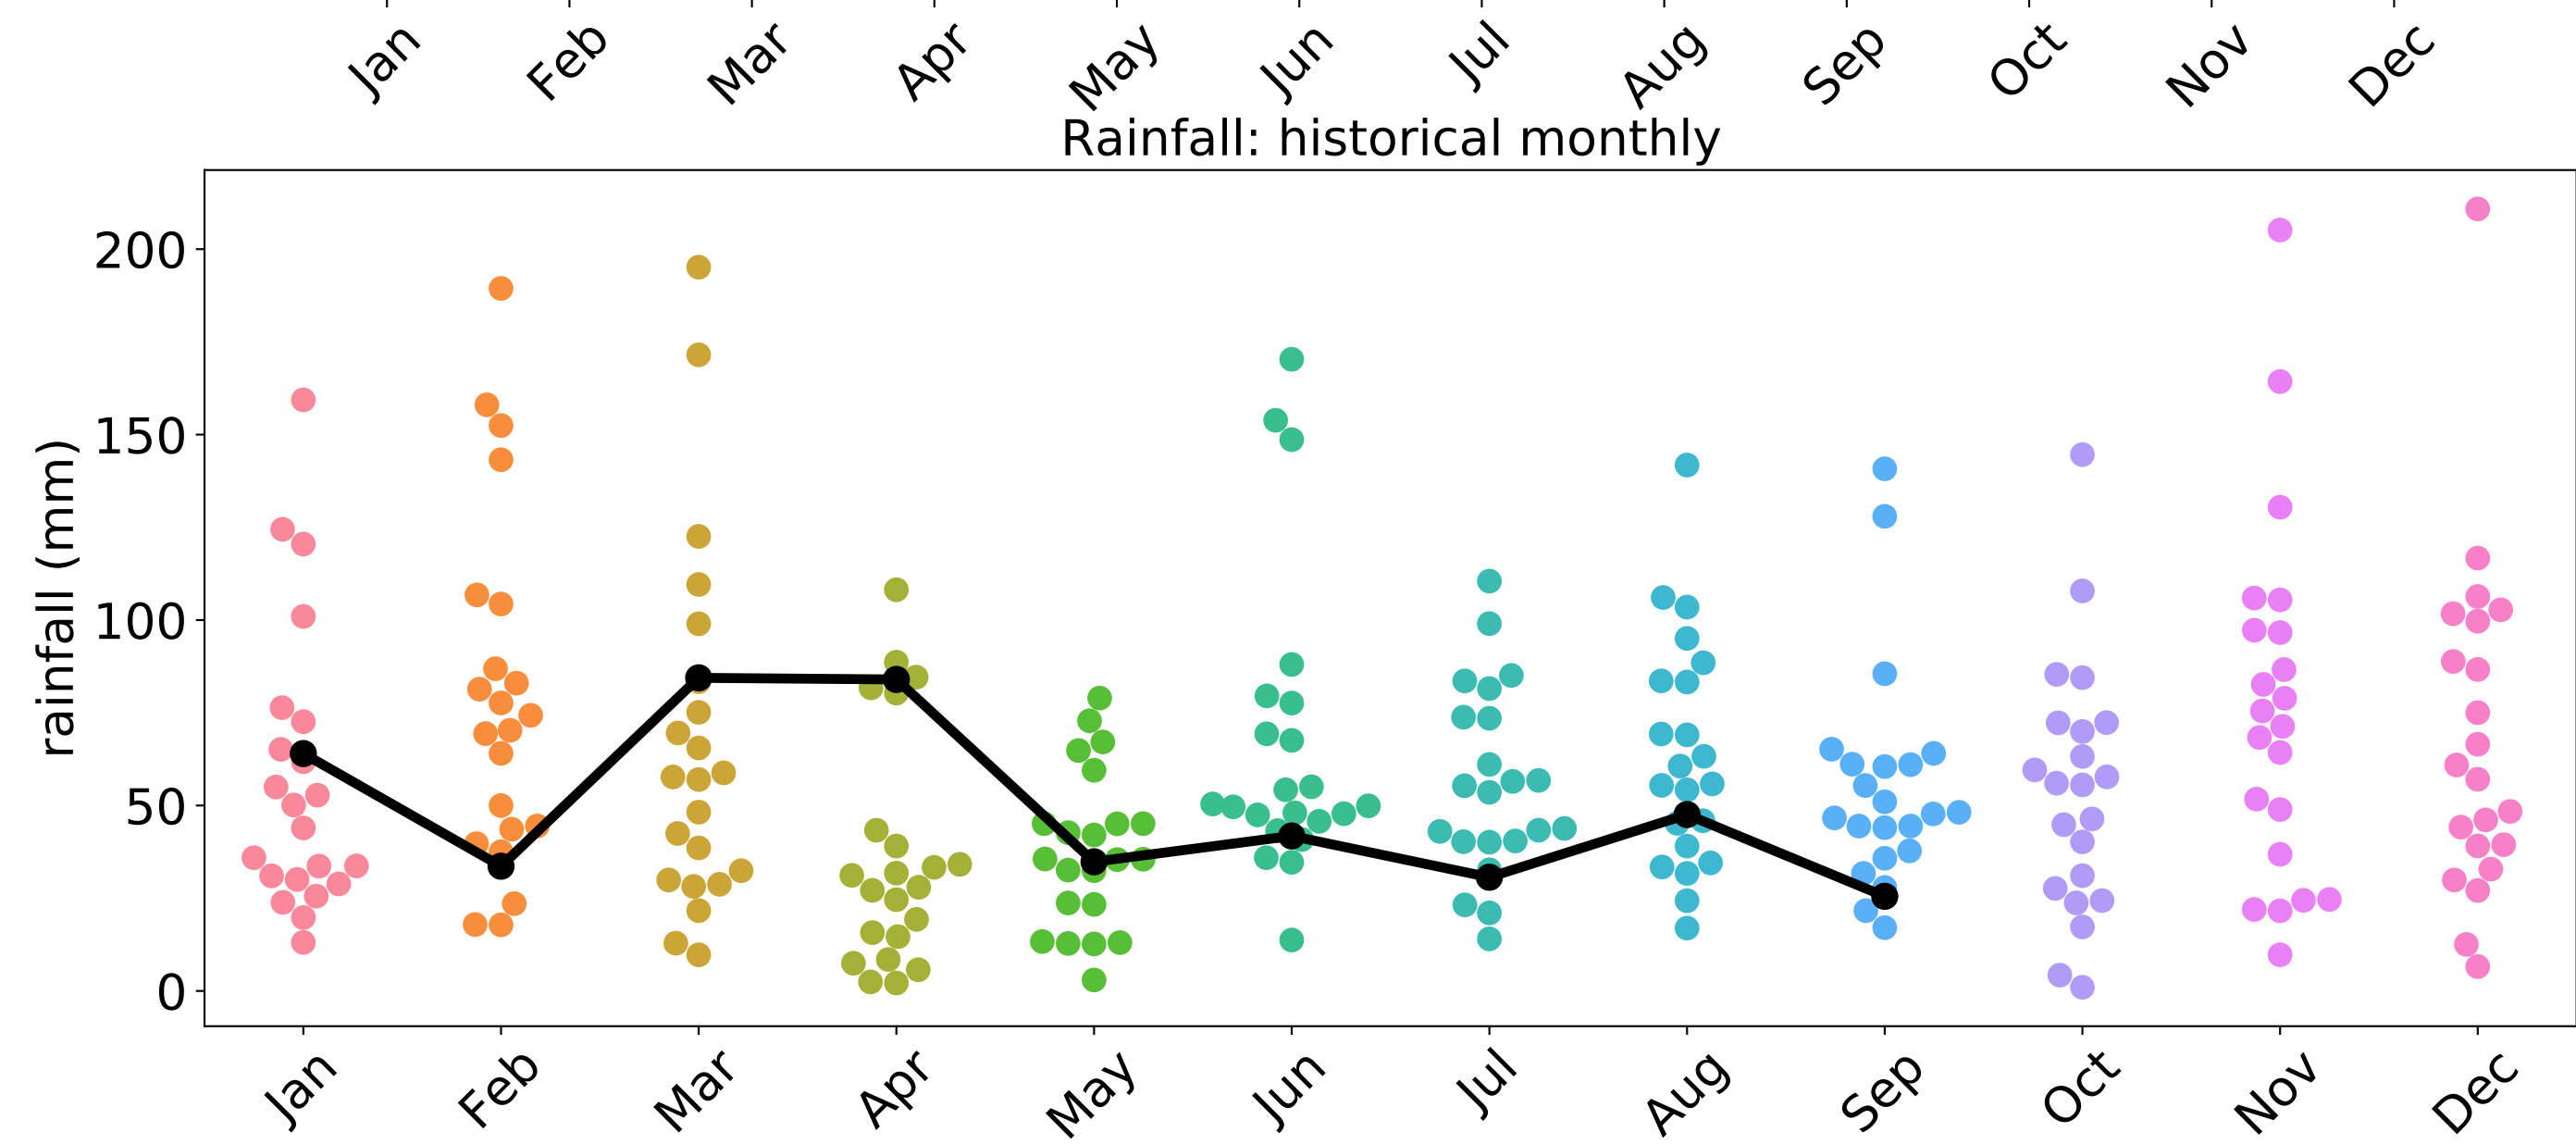 Jan Feb Mar Apr May Jun Jul Aug Sep Oct Nov Dec
Rainfall: historical monthly
rainfall (mm)
200
150
100
50
0
Jan Feb Mar Apr May Jun Jul Aug Sep Oct Nov Dec